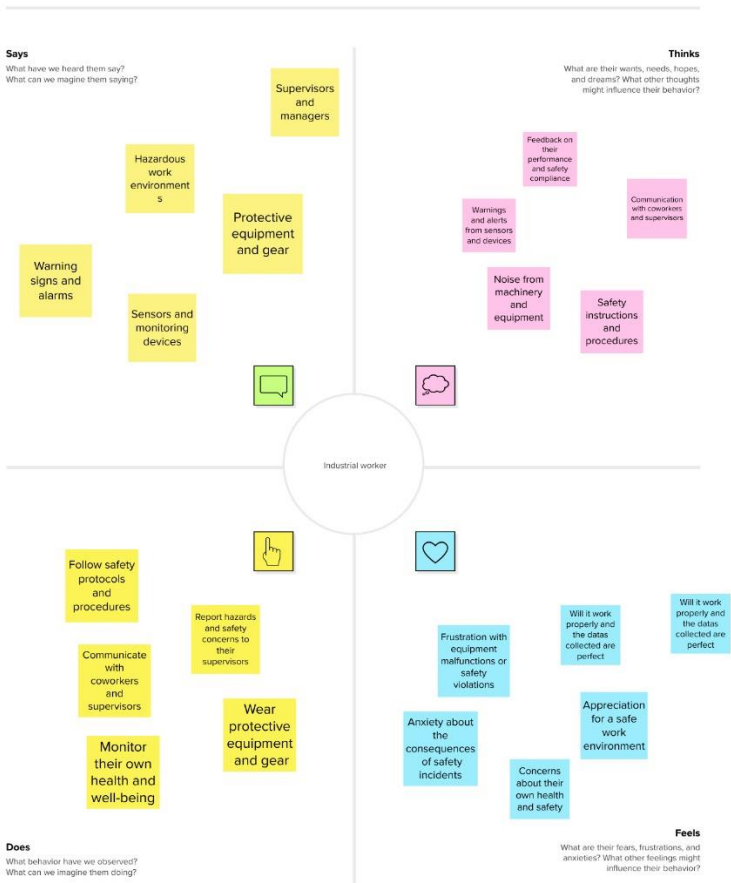 Says
What have we heard them say?
What can we magine them saying?
Supervisors
and
managers
Hazardous
work
environment
s
Protective
equipment
and gear
Warning
signs and
alarms
Sensors and
monitoring
devices
Thinks
What are their wants, needs, hopes,
and dreams? What other thoughts
might influence their behavior?
Feedback on
their
performance
and safety
compliance
Communication
with coworkers
and supervisors
Warnings
and alerts
from sensors
and devices
Noise from
machinery
and
equipment
Safety
instructions
and
procedures
Industrial worker
Follow safety
protocols
and
procedures
Report hazards
and safety
concerns to
their
supervisors
Communicate
with
coworkers
and
supervisors
Wear
protective
equipment
and gear
Monitor
their own
health and
well-being
Does
What behavior have we observed?
What can we imagine them doing?
Will it work
properly and
the datas
collected are
perfect
Will it work
properly and
the datas
collected are
perfect
Frustration with
equipment
malfunctions or
safety
violations
Appreciation
for a safe
work
environment
Anxiety about
the
consequences
of safety
incidents
Concerns
about their
own health
and safety
Feels
What are their fears, frustrations, and
anxieties? What other feelings might
influence their behavior?